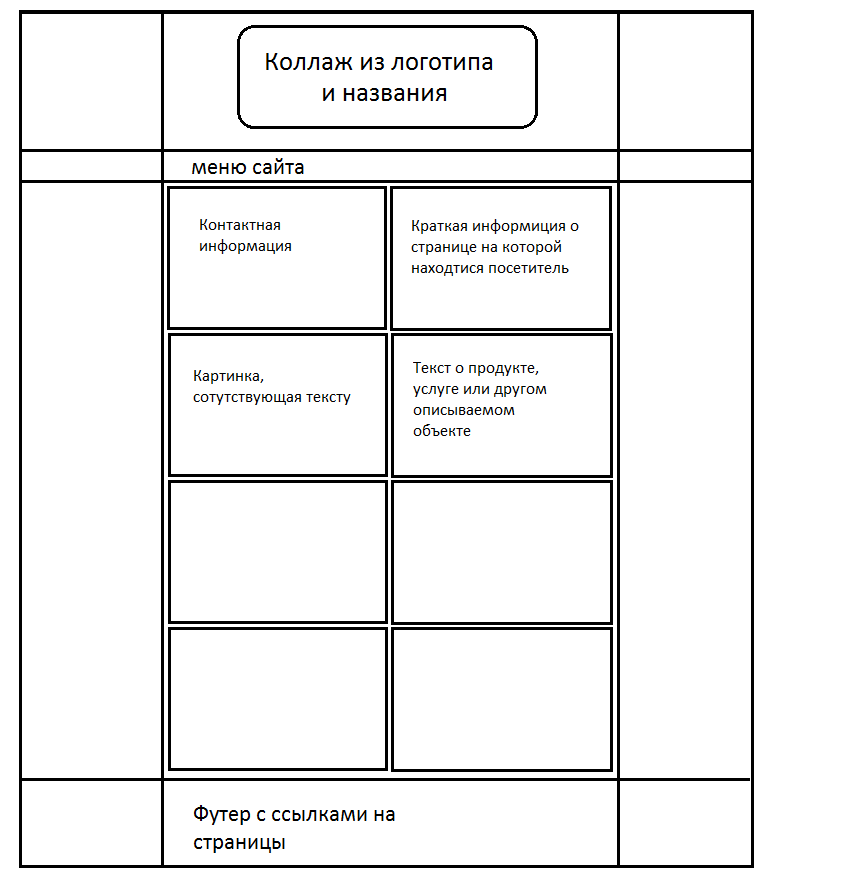 Коллаж из логотипа
и названия
меню сайта
Контактная
информация
Краткая информиция о
странице на которой
находтися посетитель
Картинка,
сотутствующая тексту
Текст о продукте,
услуге или другом
описываемом
объекте
Футер с ссылками на
страницы